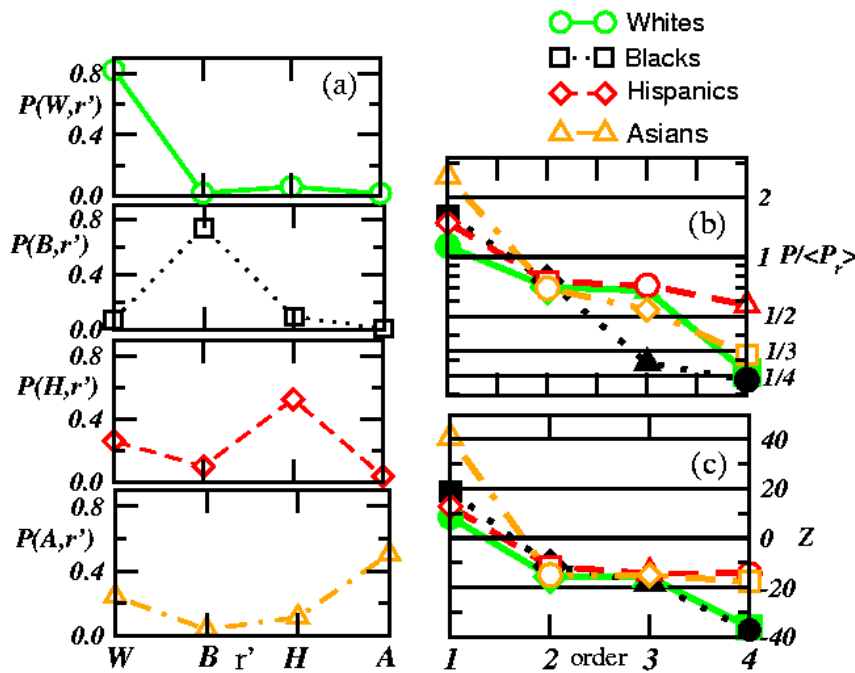 Whites
Blacks
Hispanics
Asians
(a)
P(W,r')
0.8
0.4
0.0
P(B,r')
0.8
0.4
0.0
P(H,r')
0.8
0.4
0.0
P(A,r')
0.8
0.4
0.0
W B r' H A
(b)
2
1 P/<P_r>
1/2
1/3
1/4
(c)
40
20
0 Z
-20
-40
1 2 order 3 4